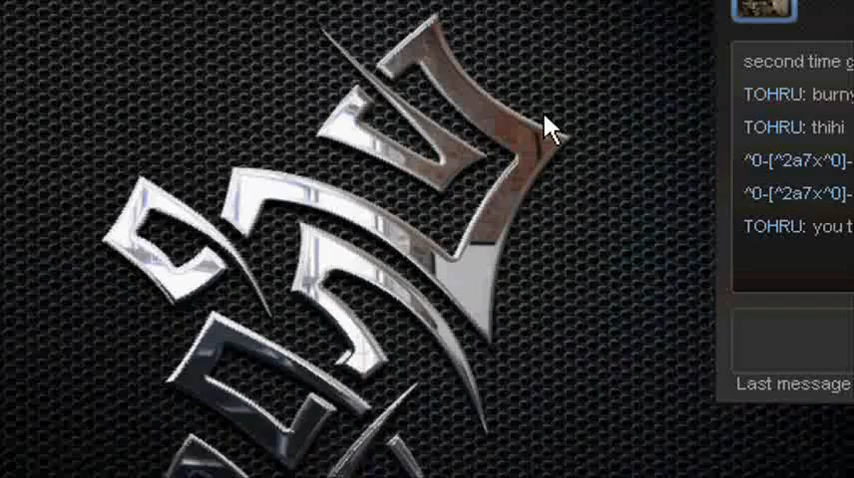 second time
TOHRU: burny
TOHRU: thihi
^0-[^2a7x^0]-
^0-[^2a7x^0]-
TOHRU: you t
Last message